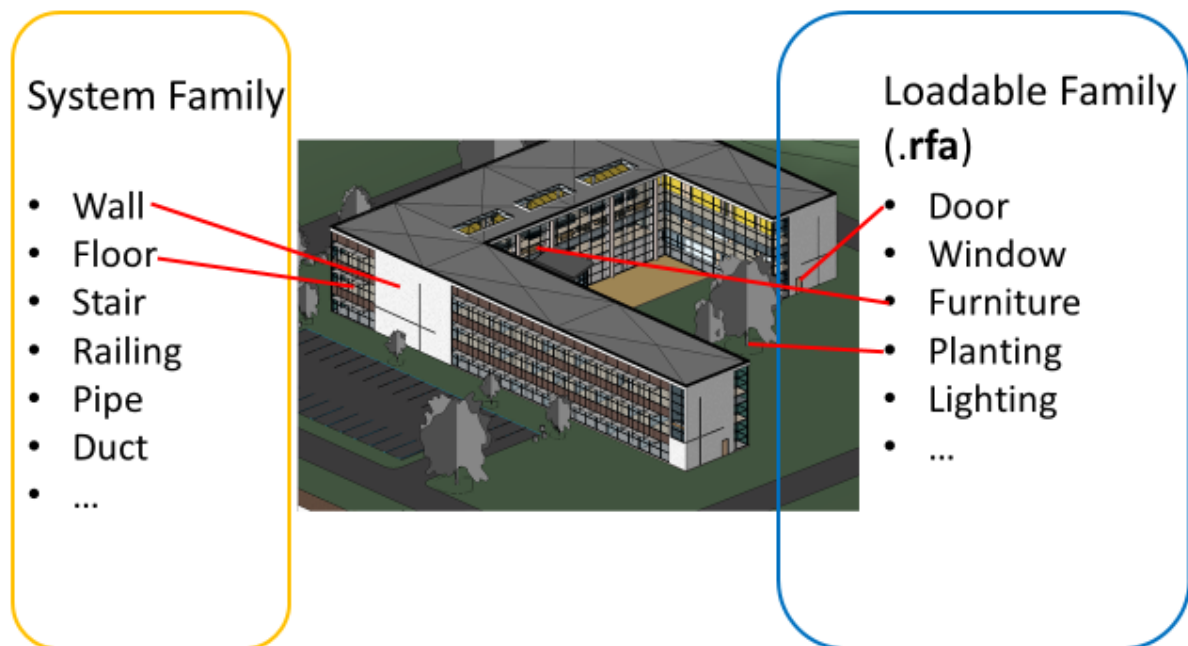 System Family
• Wall
• Floor
• Stair
• Railing
• Pipe
• Duct
• ...
Loadable Family
(.rfa)
• Door
• Window
• Furniture
• Planting
• Lighting
• ...